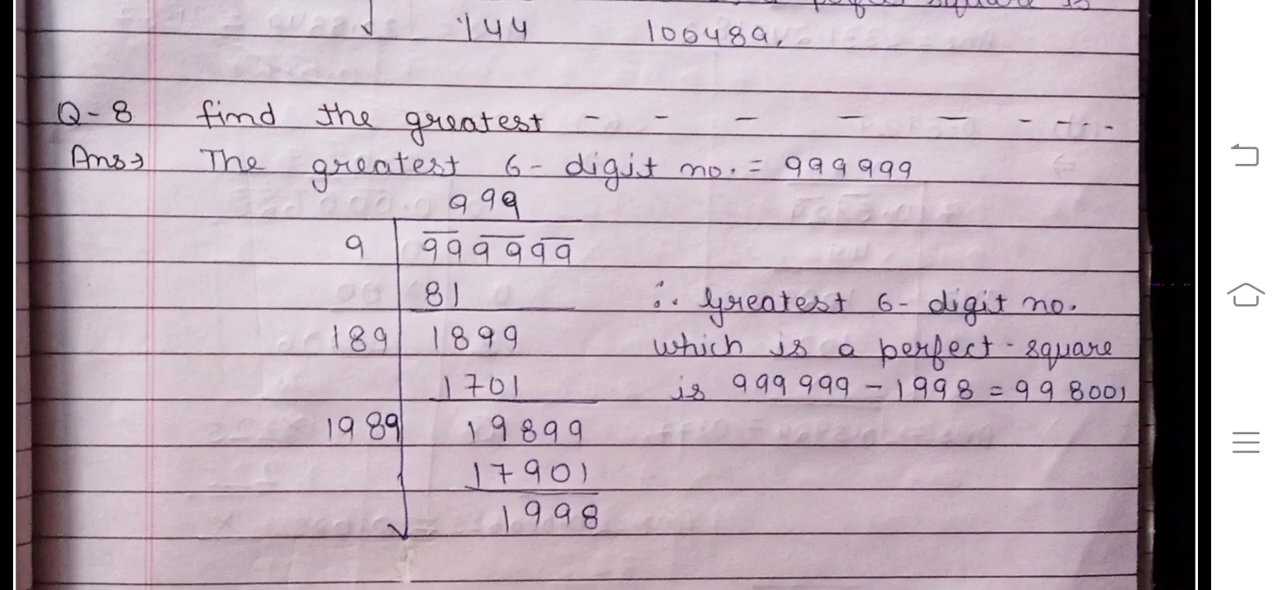 144 100489.
Q-8 find the greatest - - - - - - - - -
Ans→ The greatest 6-digit no. = 999999
999
9 999999
81
∴ Greatest 6-digit no.
189 1899
which is a perfect-square
1701
is 999999-1998=998001
1989 19899
17901
1998